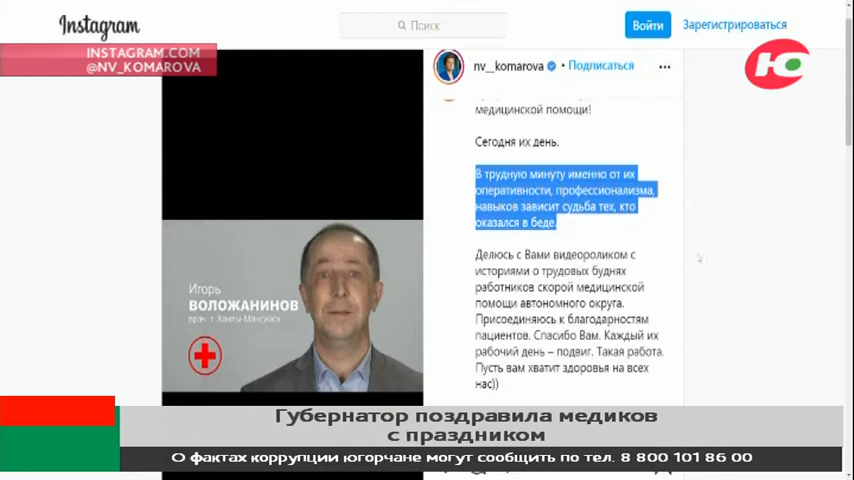 Instagram
Поиск
Войти
Зарегистрироваться
INSTAGRAM.COM
@NV_KOMAROVA
nv__komarova • Подписаться
Ю
медицинской помощи!
Сегодня их день.
В трудную минуту именно от их
оперативности, профессионализма,
навыков зависит судьба тех, кто
оказался в беде.
Делюсь с Вами видеороликом с
историями о трудовых буднях
работников скорой медицинской
помощи автономного округа.
Присоединяюсь к благодарностям
пациентов. Спасибо Вам. Каждый их
рабочий день – подвиг. Такая работа.
Пусть вам хватит здоровья на всех
нас))
Игорь
ВОЛОЖАНИНОВ
врач г. Ханты-Мансийск
Губернатор поздравила медиков
с праздником
О фактах коррупции югорчане могут сообщить по тел. 8 800 101 86 00